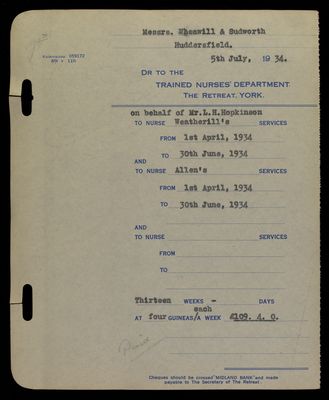 Messrs. Wheawill & Sudworth
Huddersfield.
5th July, 1934.
DR TO THE
TRAINED NURSES' DEPARTMENT
THE RETREAT, YORK.
on behalf of Mr.L.H.Hopkinson
TO NURSE Weatherill's SERVICES
FROM 1st April, 1934
TO 30th June, 1934
AND
TO NURSE Allen's SERVICES
FROM 1st April, 1934
TO 30th June, 1934
AND
TO NURSE SERVICES
FROM
TO
Thirteen WEEKS - DAYS
each
AT four GUINEAS/A WEEK £109. 4. 0.
Cheques should be crossed "MIDLAND BANK" and made
payable to The Secretary of The Retreat.